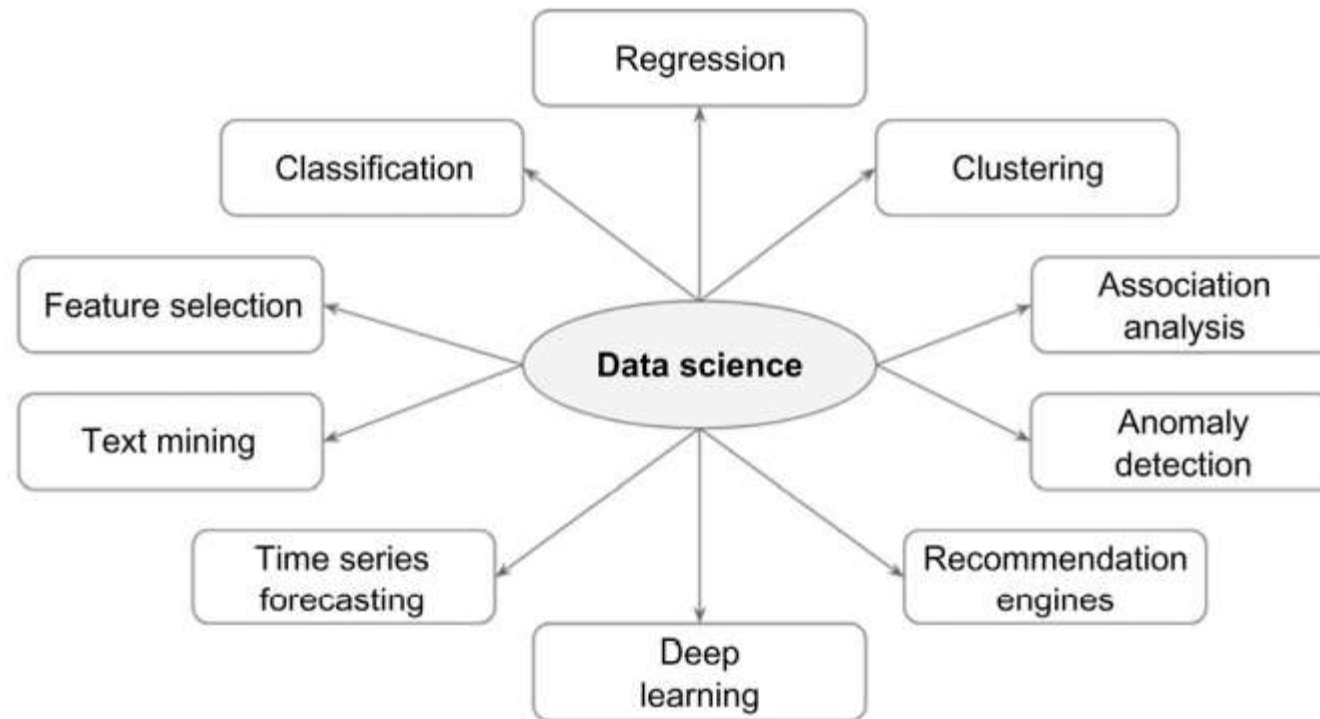 Regression
Classification
Clustering
Feature selection
Association
analysis
Data science
Text mining
Anomaly
detection
Time series
forecasting
Recommendation
engines
Deep
learning